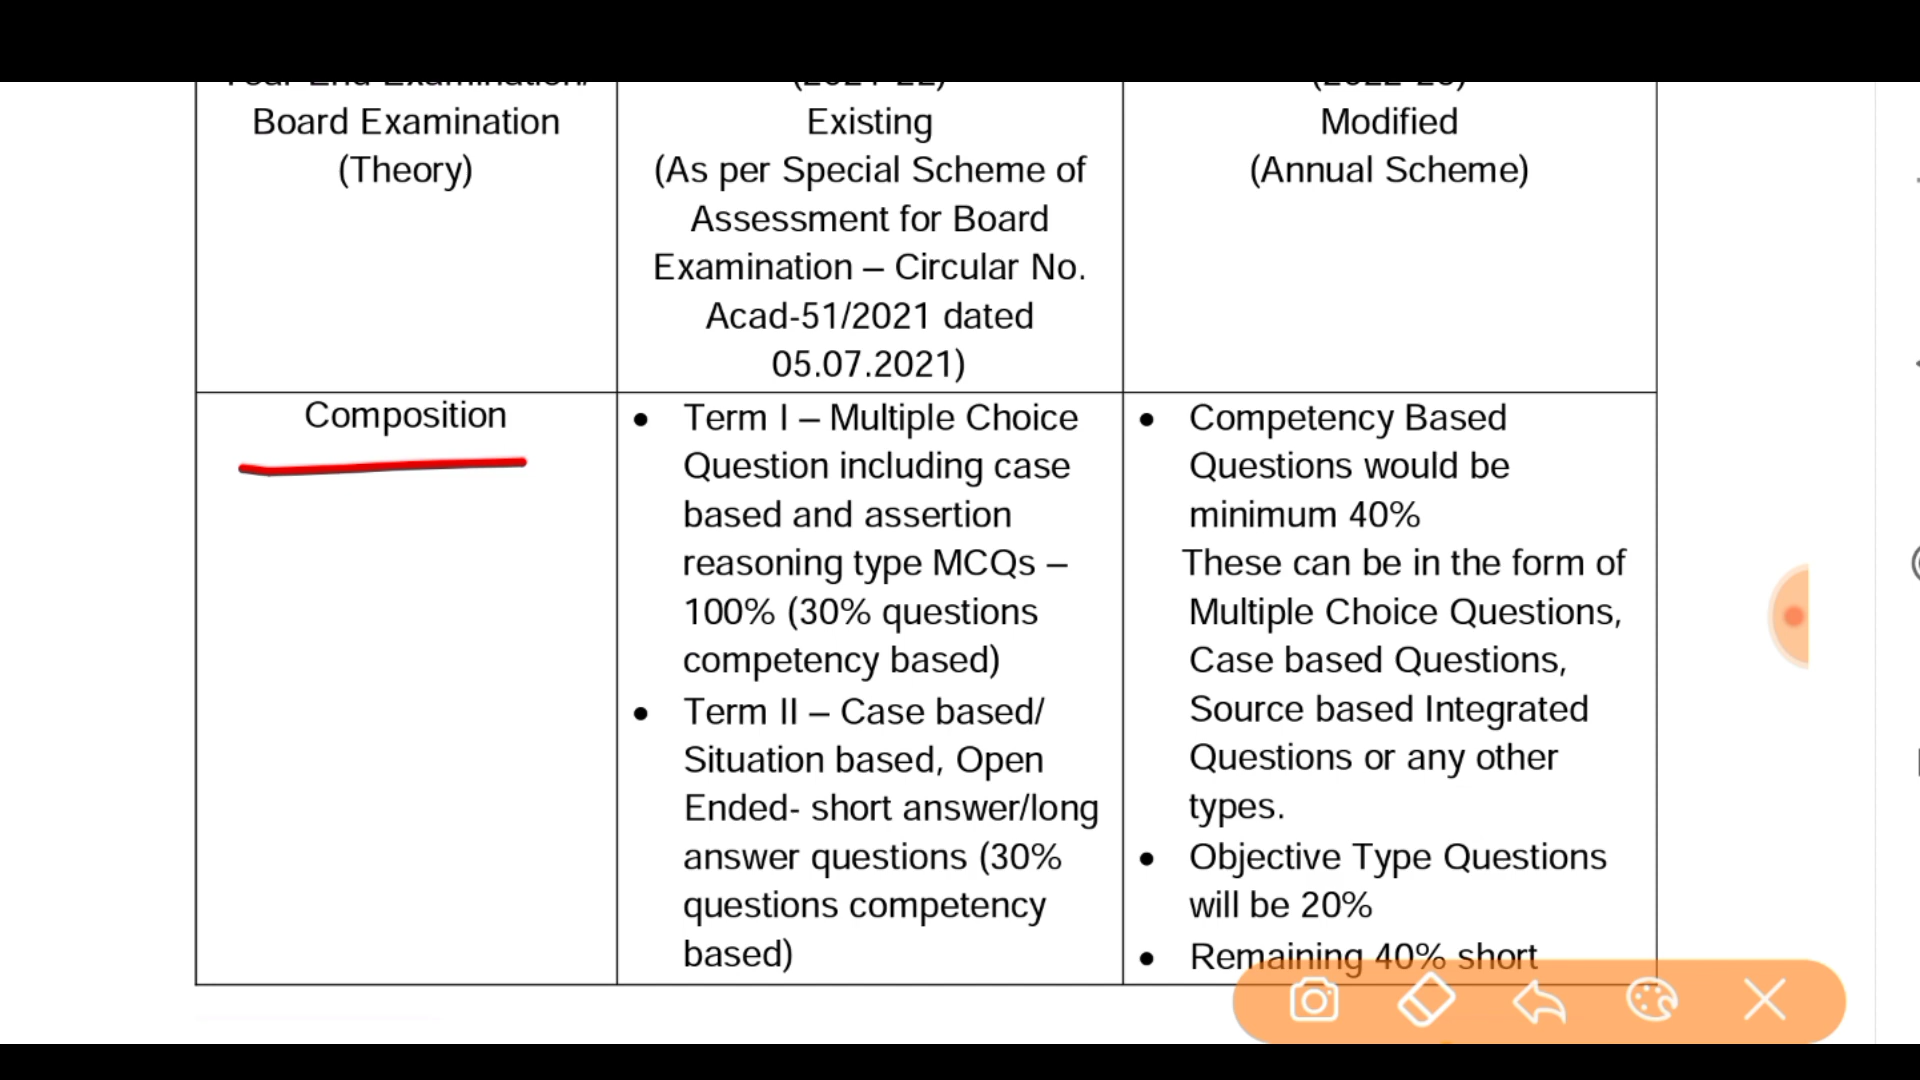 Board Examination
(Theory)
Existing
(As per Special Scheme of
Assessment for Board
Examination – Circular No.
Acad-51/2021 dated
05.07.2021)
Modified
(Annual Scheme)
Composition
• Term I – Multiple Choice
Question including case
based and assertion
reasoning type MCQs –
100% (30% questions
competency based)
• Term II – Case based/
Situation based, Open
Ended- short answer/long
answer questions (30%
questions competency
based)
• Competency Based
Questions would be
minimum 40%
These can be in the form of
Multiple Choice Questions,
Case based Questions,
Source based Integrated
Questions or any other
types.
• Objective Type Questions
will be 20%
• Remaining 40% short